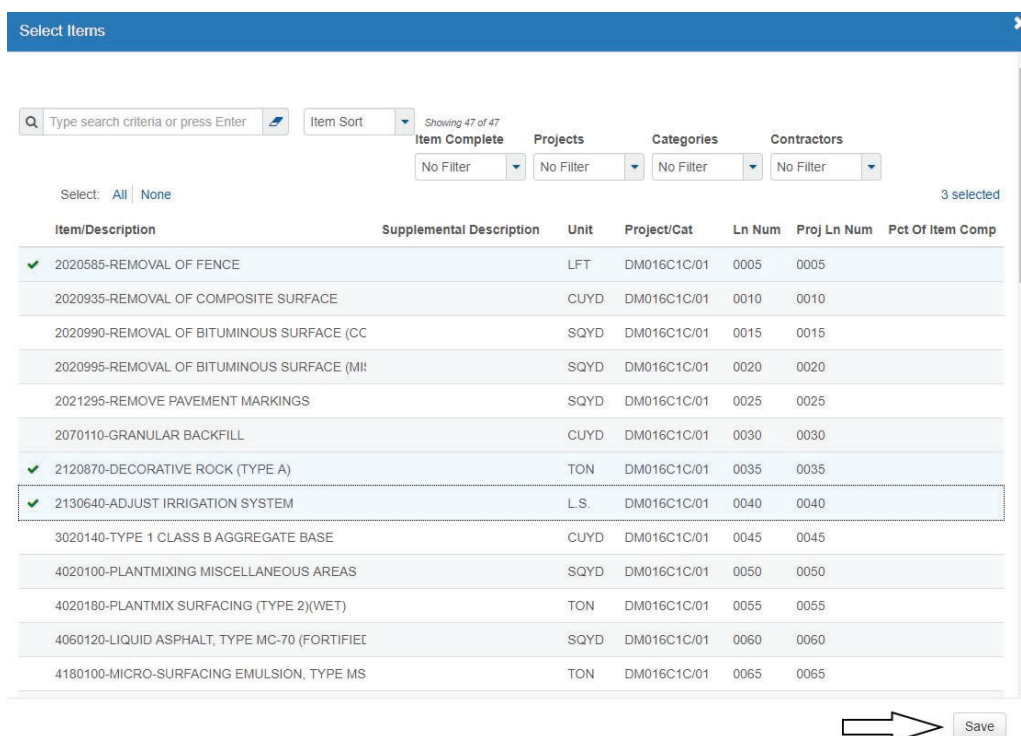 Select Items
Type search criteria or press Enter Item Sort Showing 47 of 47
Item Complete Projects Categories Contractors
No Filter No Filter No Filter No Filter
Select: All None 3 selected
Item/Description Supplemental Description Unit Project/Cat Ln Num Proj Ln Num Pct Of Item Comp
2020585-REMOVAL OF FENCE LFT DM016C1C/01 0005 0005
2020935-REMOVAL OF COMPOSITE SURFACE CUYD DM016C1C/01 0010 0010
2020990-REMOVAL OF BITUMINOUS SURFACE (CO SQYD DM016C1C/01 0015 0015
2020995-REMOVAL OF BITUMINOUS SURFACE (MIS SQYD DM016C1C/01 0020 0020
2021295-REMOVE PAVEMENT MARKINGS SQYD DM016C1C/01 0025 0025
2070110-GRANULAR BACKFILL CUYD DM016C1C/01 0030 0030
2120870-DECORATIVE ROCK (TYPE A) TON DM016C1C/01 0035 0035
2130640-ADJUST IRRIGATION SYSTEM L.S. DM016C1C/01 0040 0040
3020140-TYPE 1 CLASS B AGGREGATE BASE CUYD DM016C1C/01 0045 0045
4020100-PLANTMIXING MISCELLANEOUS AREAS SQYD DM016C1C/01 0050 0050
4020180-PLANTMIX SURFACING (TYPE 2)(WET) TON DM016C1C/01 0055 0055
4060120-LIQUID ASPHALT, TYPE MC-70 (FORTIFIED SQYD DM016C1C/01 0060 0060
4180100-MICRO-SURFACING EMULSION, TYPE MS TON DM016C1C/01 0065 0065
Save